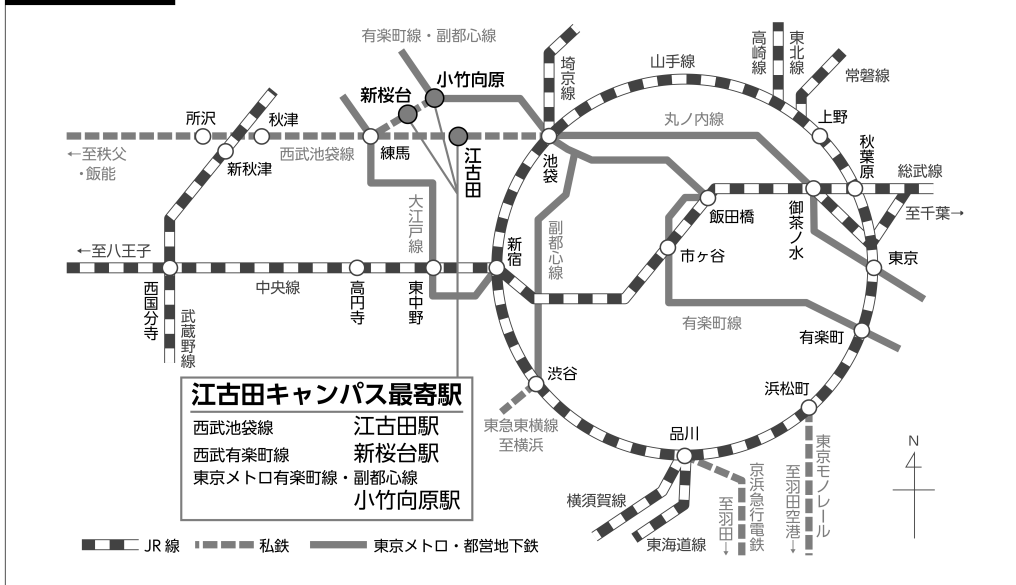 有楽町線・副都心線
埼京線
山手線
高崎線
東北線
常磐線
小竹向原
新桜台
所沢
秋津
丸ノ内線
上野
←至秩父
・飯能
新秋津
西武池袋線
練馬
江古田
池袋
秋葉原
総武線
至千葉→
大江戸線
副都心線
飯田橋
御茶ノ水
←至八王子
新宿
市ヶ谷
東京
西国分寺
中央線
高円寺
東中野
武蔵野線
有楽町線
有楽町
渋谷
浜松町
江古田キャンパス最寄駅
西武池袋線 江古田駅
西武有楽町線 新桜台駅
東京メトロ有楽町線・副都心線
小竹向原駅
東急東横線
至横浜
品川
横須賀線
東海道線
京浜急行電鉄
至羽田→
東京モノレール
至羽田空港→
N
JR線 私鉄 東京メトロ・都営地下鉄